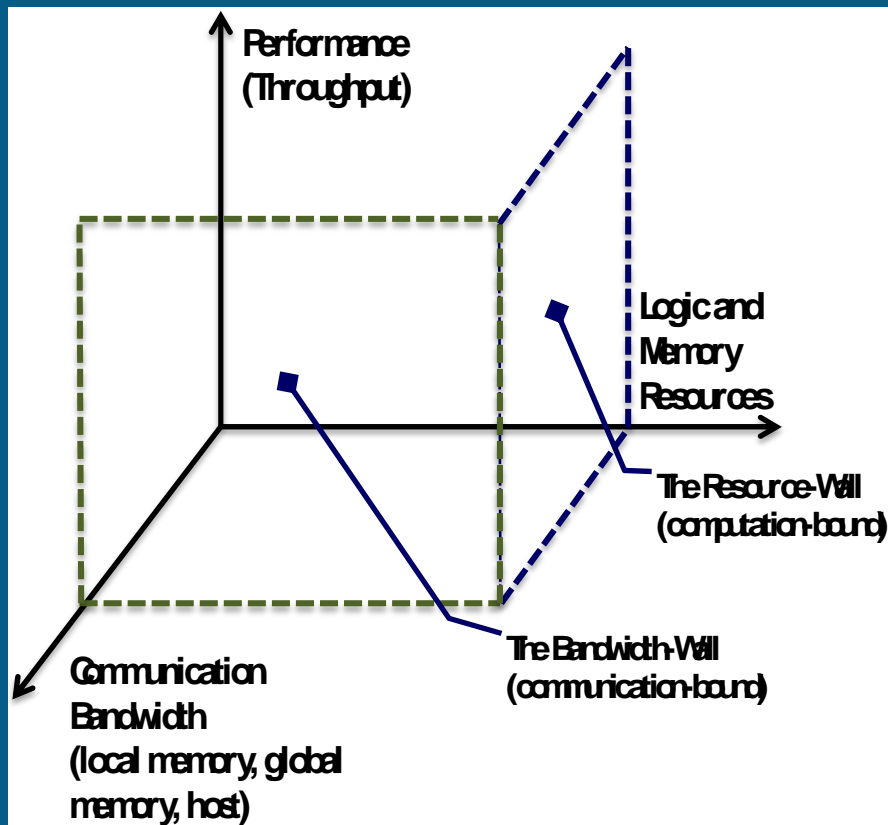 Performance
(Throughput)
Logic and
Memory
Resources
The Resource-Wall
(computation-bound)
The Bandwidth-Wall
(communication-bound)
Communication
Bandwidth
(local memory, global
memory, host)